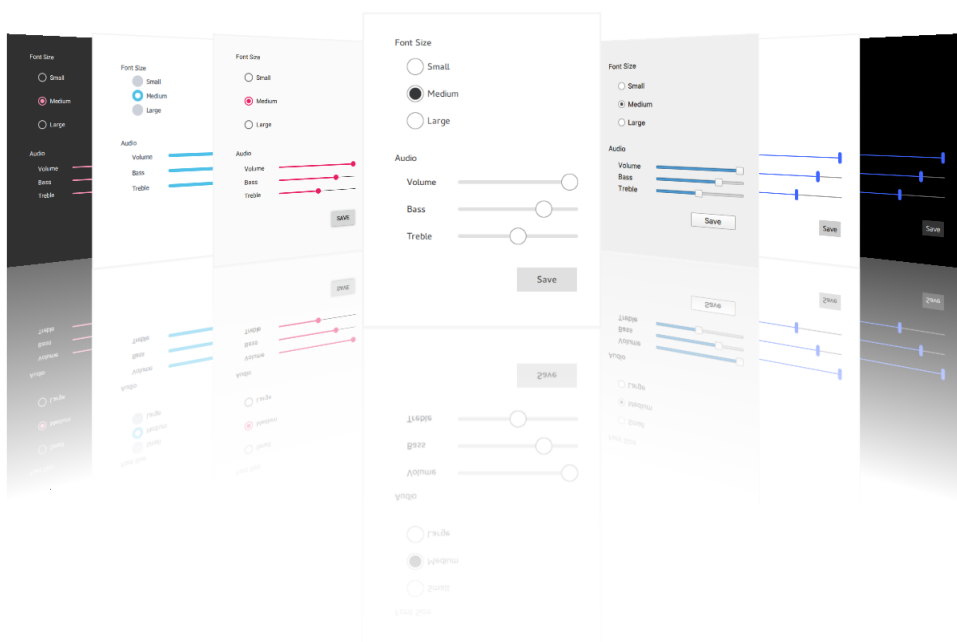 Font Size
Small
Medium
Large
Audio
Volume
Bass
Treble
Font Size
Small
Medium
Large
Audio
Volume
Bass
Treble
Font Size
Small
Medium
Large
Audio
Volume
Bass
Treble
SAVE
Font Size
Small
Medium
Large
Audio
Volume
Bass
Treble
Save
Font Size
Small
Medium
Large
Audio
Volume
Bass
Treble
Save
Save
Save